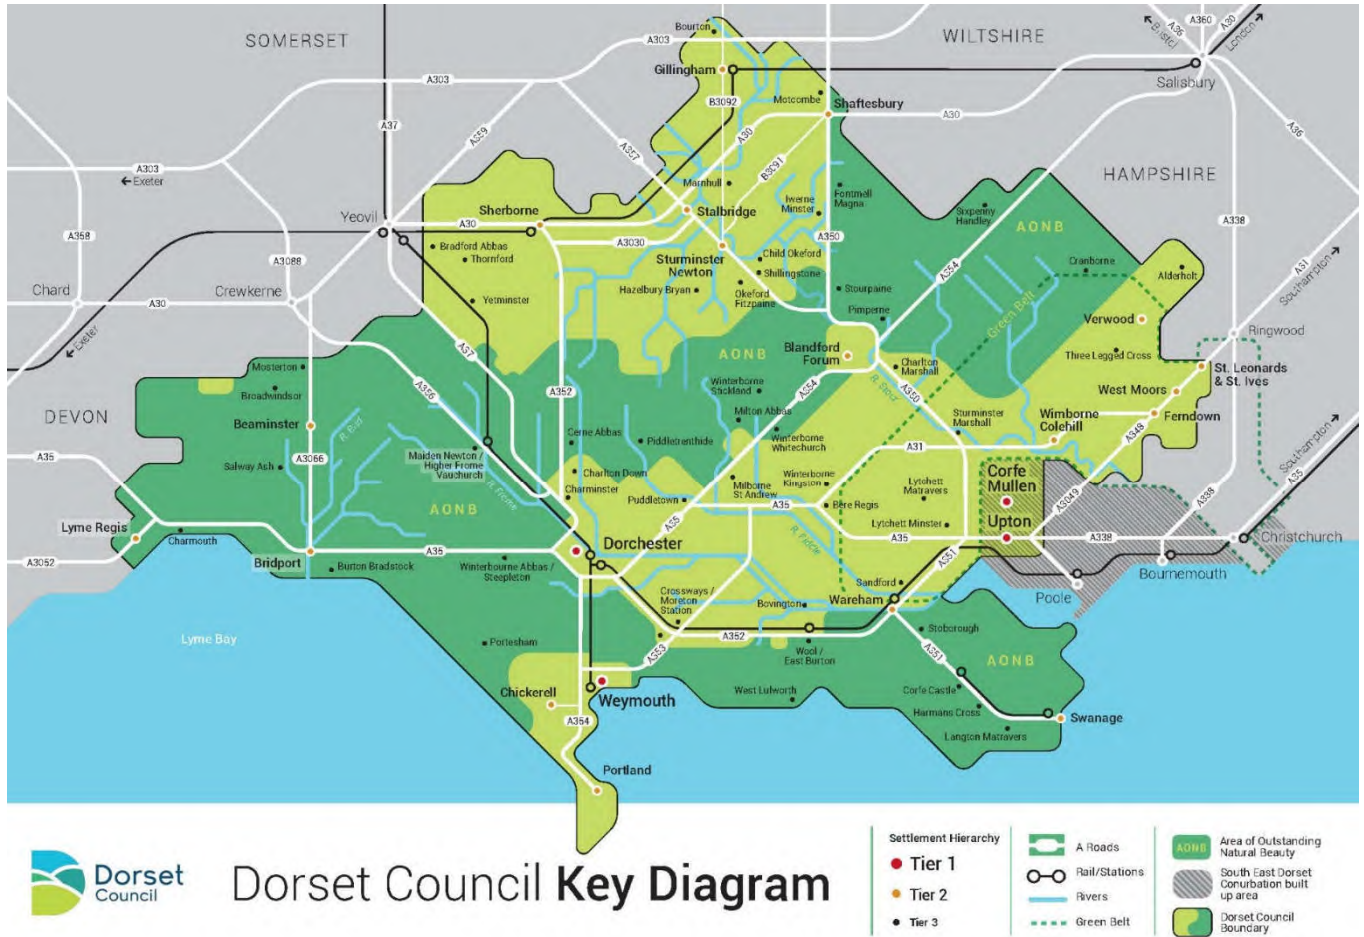 Bourton
A303
SOMERSET
WILTSHIRE
A36
Bristol
A360
A30
London
Gillingham
Salisbury
A303
B3092
Motcombe
Shaftesbury
A30
A37
A359
A357
A30
B3091
A36
A303
←Exeter
Marnhull
Iwerne
Minster
Fontmell
Magna
HAMPSHIRE
Yeovil
A30
Sherborne
Stalbridge
Sixpenny
Handley
AONB
A338
A358
A3030
A350
Bradford Abbas
Thornford
Sturminster
Newton
Child Okeford
Shillingstone
A354
Cranborne
Alderholt
A31
Southampton
A3088
Chard
A30
Crewkerne
Yetminster
Hazelbury Bryan
Okeford
Fitzpaine
Stourpaine
Pimperne
Green Belt
Verwood
Ringwood
Exeter
A37
AONB
Blandford
Forum
Three Legged Cross
Mosterton
Broadwindsor
A356
A352
A354
Charlton
Marshall
St. Leonards
& St. Ives
DEVON
Winterborne
Stickland
R. Stour
A350
West Moors
Beaminster
Milton Abbas
Sturminster
Marshall
Wimborne
Colehill
Ferndown
R. Brit
Cerne Abbas
Piddletrenthide
Winterborne
Whitchurch
A31
A348
Southampton
A35
A3066
Maiden Newton /
Higher Frome
Vauchurch
Salway Ash
Charlton Down
Charminster
Milborne
St Andrew
Winterborne
Kingston
Lytchett
Matravers
Corfe
Mullen
A35
AONB
Puddletown
A35
Bere Regis
Upton
A3049
A338
Lyme Regis
Charmouth
A35
Lytchett Minster
R. Piddle
A35
A35
A338
Christchurch
A3052
Bridport
Burton Bradstock
Winterbourne Abbas /
Steepleton
Dorchester
A351
Bournemouth
Crossways /
Moreton
Station
Sandford
Bovington
Wareham
Poole
Lyme Bay
Portesham
A353
A352
Wool /
East Burton
Stoborough
A351
AONB
Chickerell
Weymouth
West Lulworth
Corfe Castle
Harmans Cross
Swanage
A354
Langton Matravers
Portland
Dorset
Council
Dorset Council Key Diagram
Settlement Hierarchy
Tier 1
Tier 2
Tier 3
A Roads
Rail/Stations
Rivers
Green Belt
AONB
Area of Outstanding
Natural Beauty
South East Dorset
Conurbation built
up area
Dorset Council
Boundary